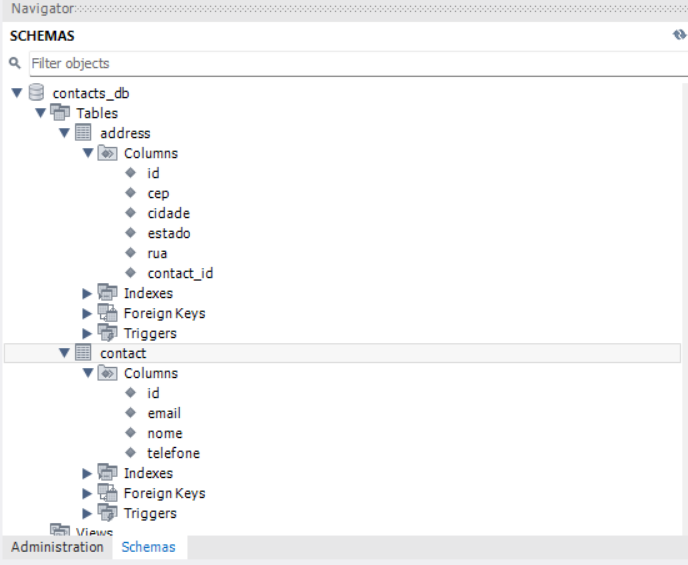 Navigator
SCHEMAS
Filter objects
contacts_db
Tables
address
Columns
id
cep
cidade
estado
rua
contact_id
Indexes
Foreign Keys
Triggers
contact
Columns
id
email
nome
telefone
Indexes
Foreign Keys
Triggers
Views
Administration Schemas